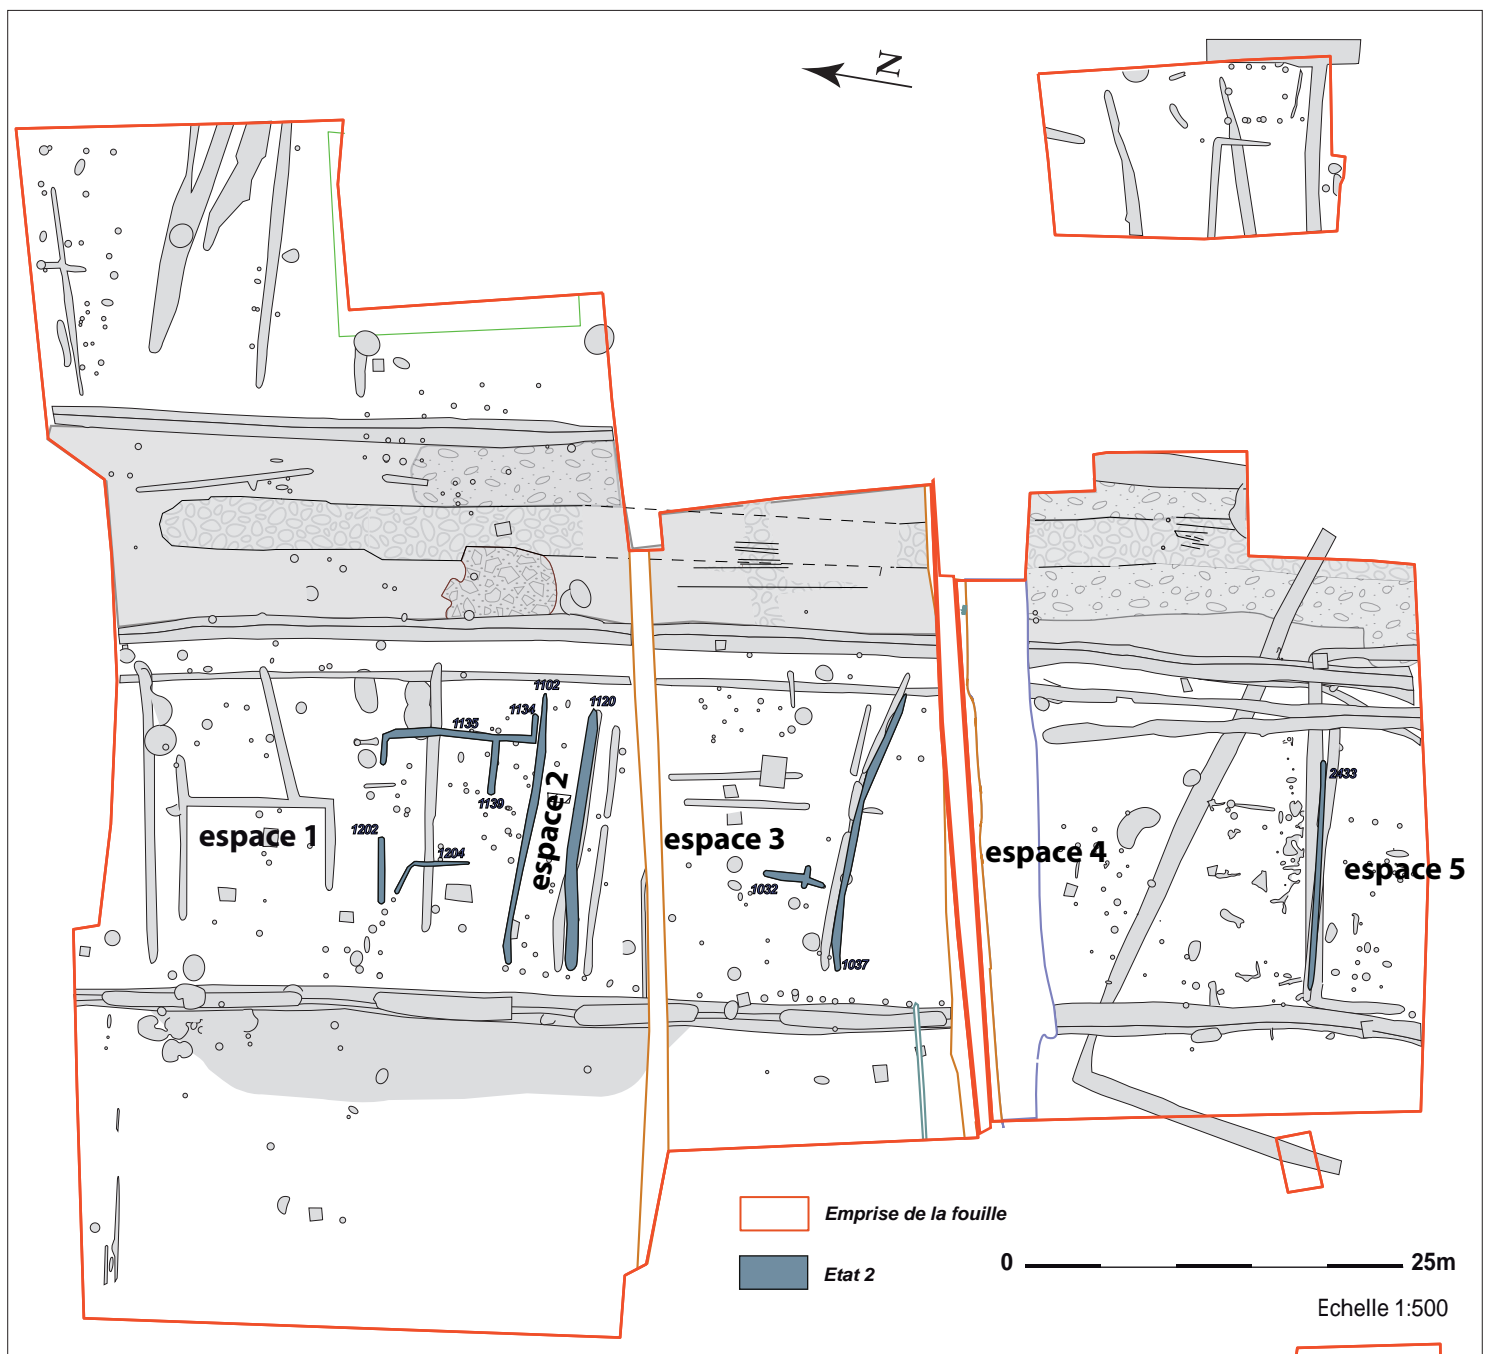 N
1102
1120
1134
1135
1139
espace 2
2433
1202
espace 1
espace 3
espace 4
1204
espace 5
1032
1037
Emprise de la fouille
Etat 2
0 25m
Echelle 1:500